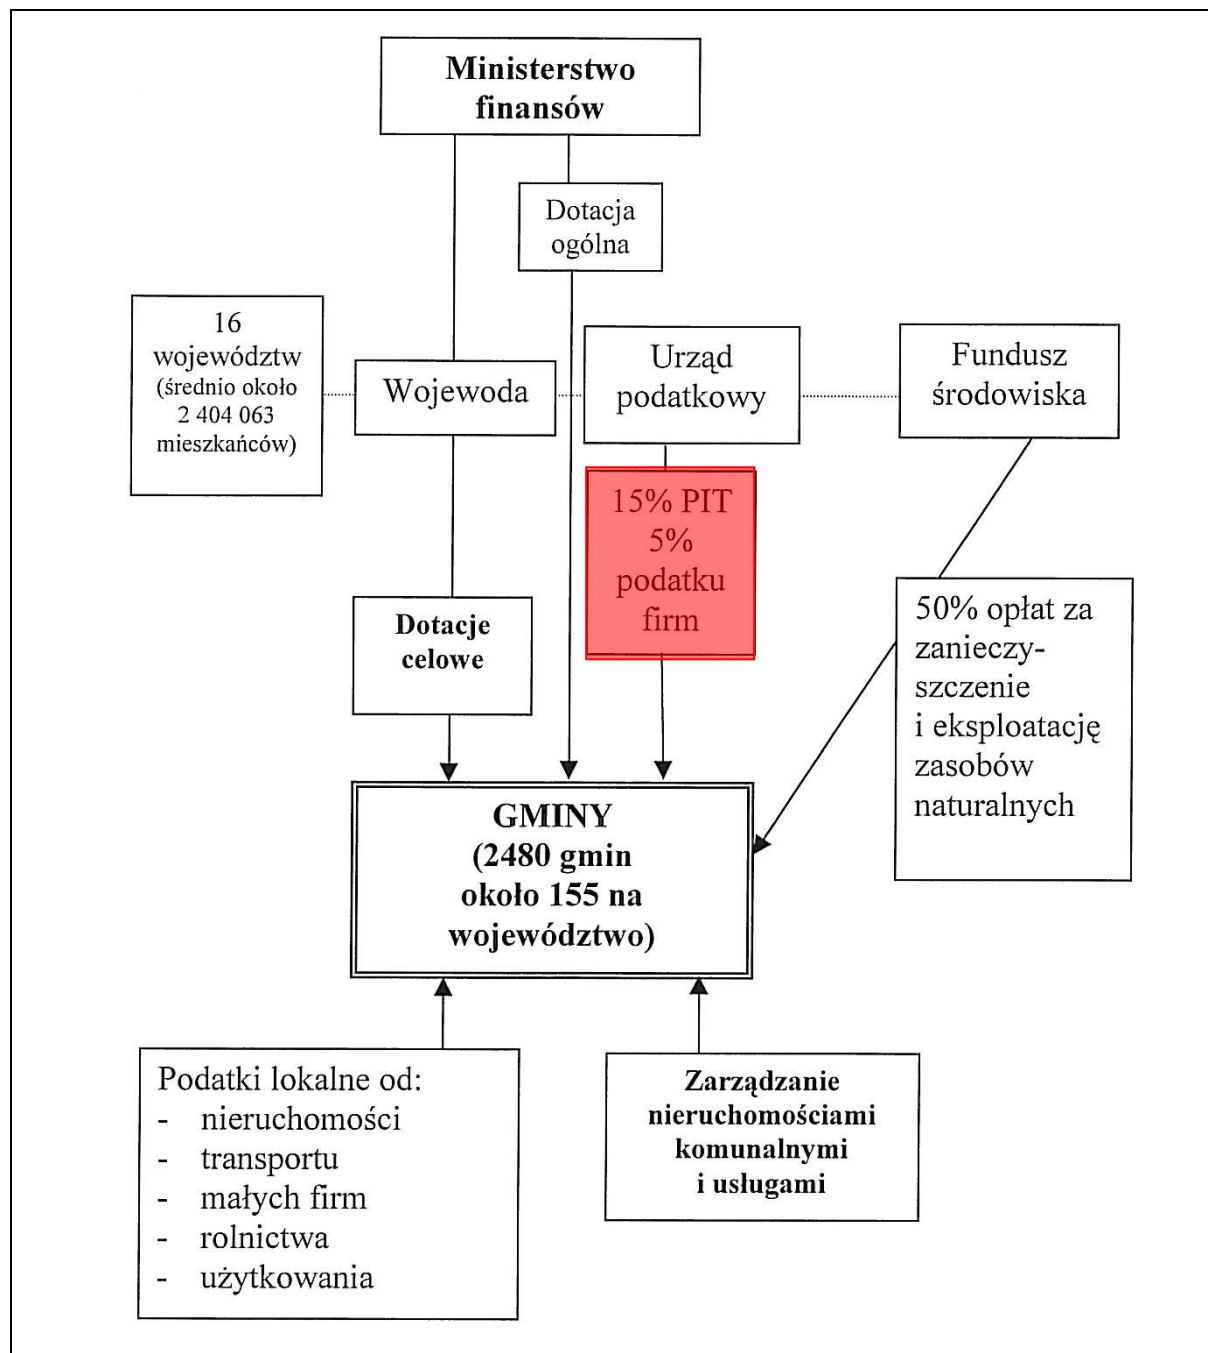 Ministerstwo
finansów
Dotacja
ogólna
16
województw
(średnio około
2 404 063
mieszkańców)
Wojewoda
Urząd
podatkowy
Fundusz
środowiska
15% PIT
5%
podatku
firm
Dotacje
celowe
50% opłat za
zanieczy-
szczenie
i eksploatację
zasobów
naturalnych
GMINY
(2480 gmin
około 155 na
województwo)
Podatki lokalne od:
- nieruchomości
- transportu
- małych firm
- rolnictwa
- użytkowania
Zarządzanie
nieruchomościami
komunalnymi
i usługami